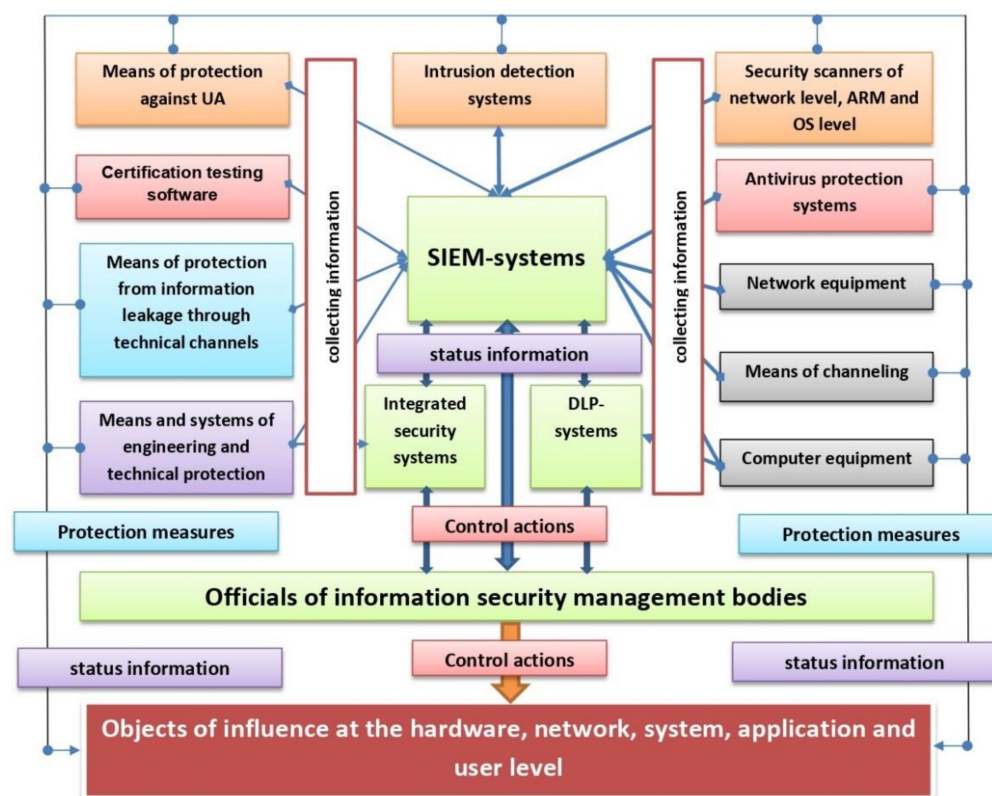 Means of protection
against UA
Intrusion detection
systems
Security scanners of
network level, ARM and
OS level
Certification testing
software
collecting information
SIEM-systems
collecting information
Antivirus protection
systems
Means of protection
from information
leakage through
technical channels
Network equipment
status information
Means of channeling
Means and systems of
engineering and
technical protection
Integrated
security
systems
DLP-
systems
Computer equipment
Protection measures
Control actions
Protection measures
Officials of information security management bodies
status information
Control actions
status information
Objects of influence at the hardware, network, system, application and
user level